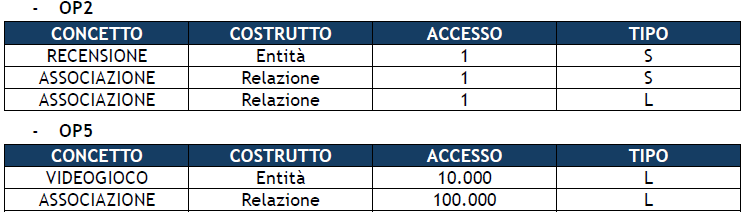 - OP2
CONCETTO COSTRUTTO ACCESSO TIPO
RECENSIONE Entità 1 S
ASSOCIAZIONE Relazione 1 S
ASSOCIAZIONE Relazione 1 L
- OP5
CONCETTO COSTRUTTO ACCESSO TIPO
VIDEOGIOCO Entità 10.000 L
ASSOCIAZIONE Relazione 100.000 L